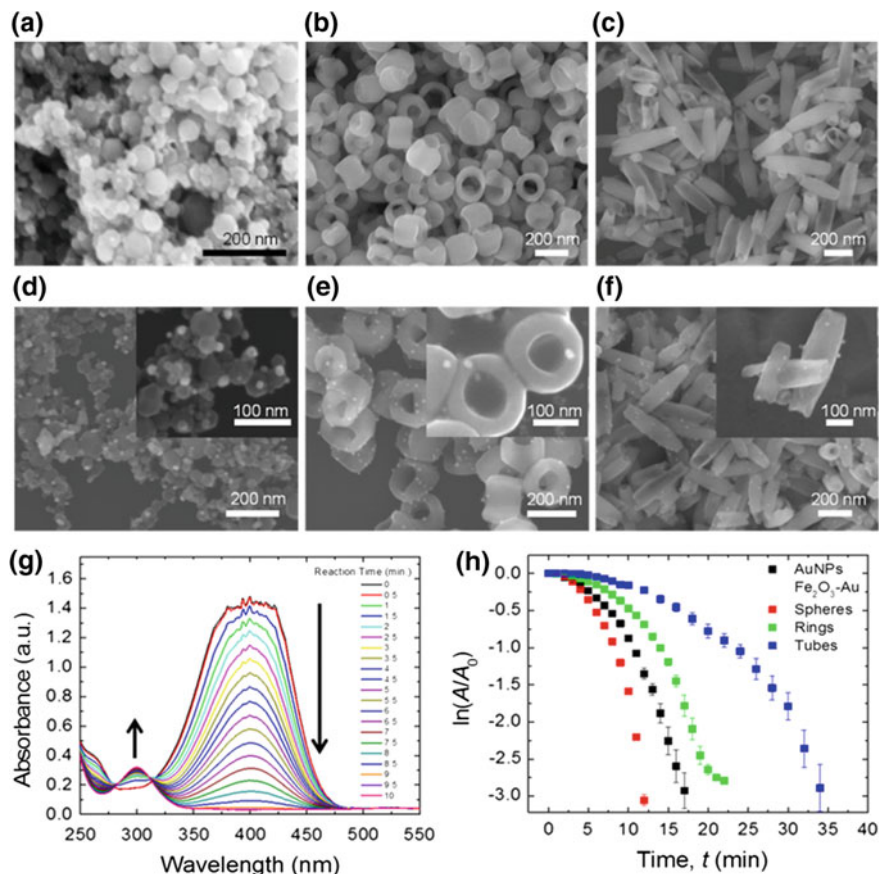 (a)
(b)
(c)
200 nm
200 nm
200 nm
(d)
(e)
(f)
100 nm
100 nm
100 nm
200 nm
200 nm
200 nm
(g)
Reaction Time (min.)
0
0 5
1
1 5
2
2 5
3
3 5
4
4 5
5
5 5
6
6 5
7
7 5
8
8 5
9
9 5
10
1.6
1.4
1.2
1.0
0.8
0.6
0.4
0.2
0.0
Absorbance (a.u.)
250 300 350 400 450 500 550
Wavelength (nm)
(h)
AuNPs
Fe₂O₃-Au
Spheres
Rings
Tubes
0.0
-0.5
-1.0
-1.5
-2.0
-2.5
-3.0
ln(A/A₀)
0 5 10 15 20 25 30 35 40
Time, t (min)